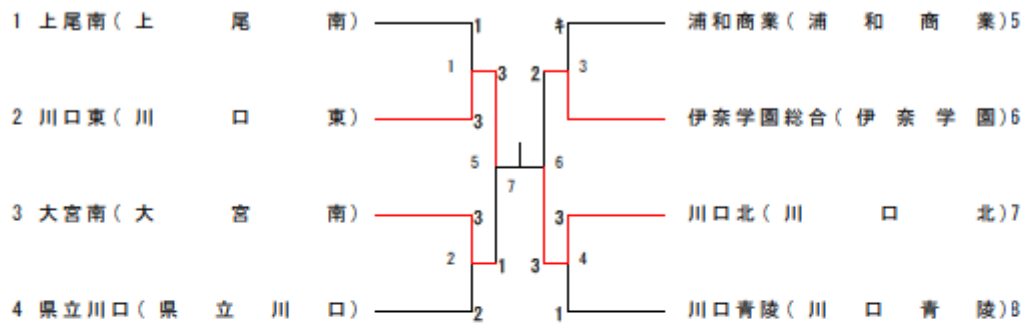 1 上尾南(上 尾 南) 1 キ 浦和商業(浦 和 商 業)5
1 3 2 3
2 川口東(川 口 東) 3 伊奈学園総合(伊 奈 学 園)6
5 7 6
3 大宮南(大 宮 南) 3 3 川口北(川 口 北)7
2 1 3 4
4 県立川口(県 立 川 口) 2 1 川口青陵(川 口 青 陵)8